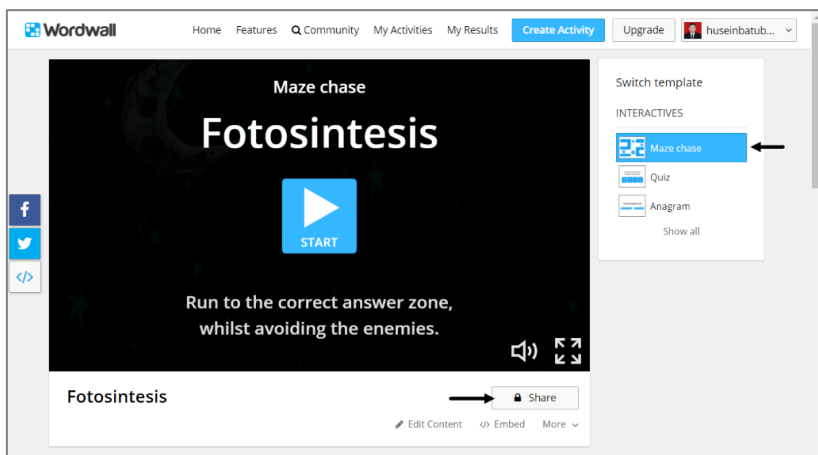 Wordwall Home Features Community My Activities My Results Create Activity Upgrade huseinbatub...
Maze chase
Fotosintesis
START
Run to the correct answer zone,
whilst avoiding the enemies.
Switch template
INTERACTIVES
Maze chase
Quiz
Anagram
Show all
f
</>
Fotosintesis
Share
Edit Content </> Embed More